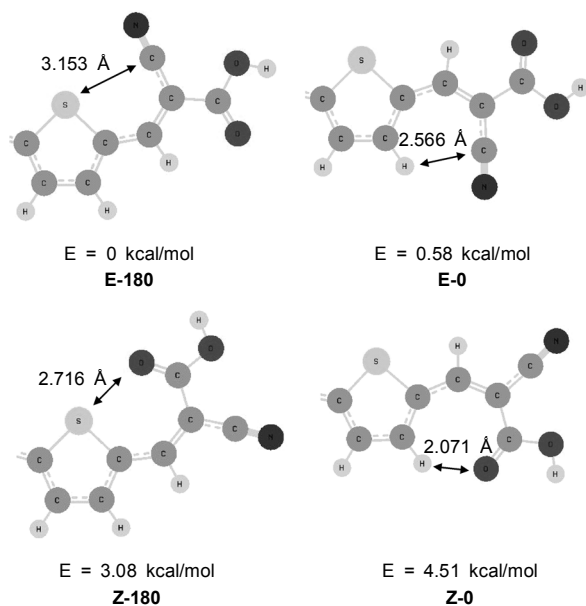 N
3.153 Å
C
O
H
S
C
C
C
C
C
O
C
H
C
C
H
H
E = 0 kcal/mol
E-180
H
O
S
C
C
H
C
C
O
C
C
C
2.566 Å
C
H
H
N
E = 0.58 kcal/mol
E-0
H
O
O
C
2.716 Å
S
C
C
N
C
C
C
H
C
C
H
H
E = 3.08 kcal/mol
Z-180
H
N
S
C
C
C
C
C
C
C
C
2.071 Å
O
H
H
O
H
E = 4.51 kcal/mol
Z-0